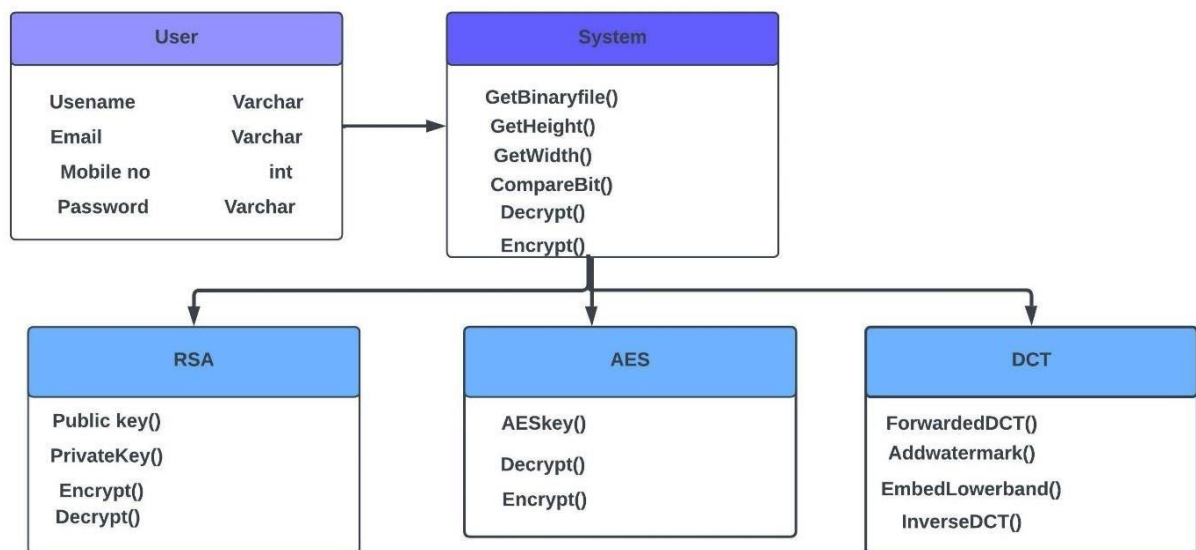 User
Usename Varchar
Email Varchar
Mobile no int
Password Varchar
System
GetBinaryfile()
GetHeight()
GetWidth()
CompareBit()
Decrypt()
Encrypt()
RSA
Public key()
PrivateKey()
Encrypt()
Decrypt()
AES
AESkey()
Decrypt()
Encrypt()
DCT
ForwardedDCT()
Addwatermark()
EmbedLowerband()
InverseDCT()